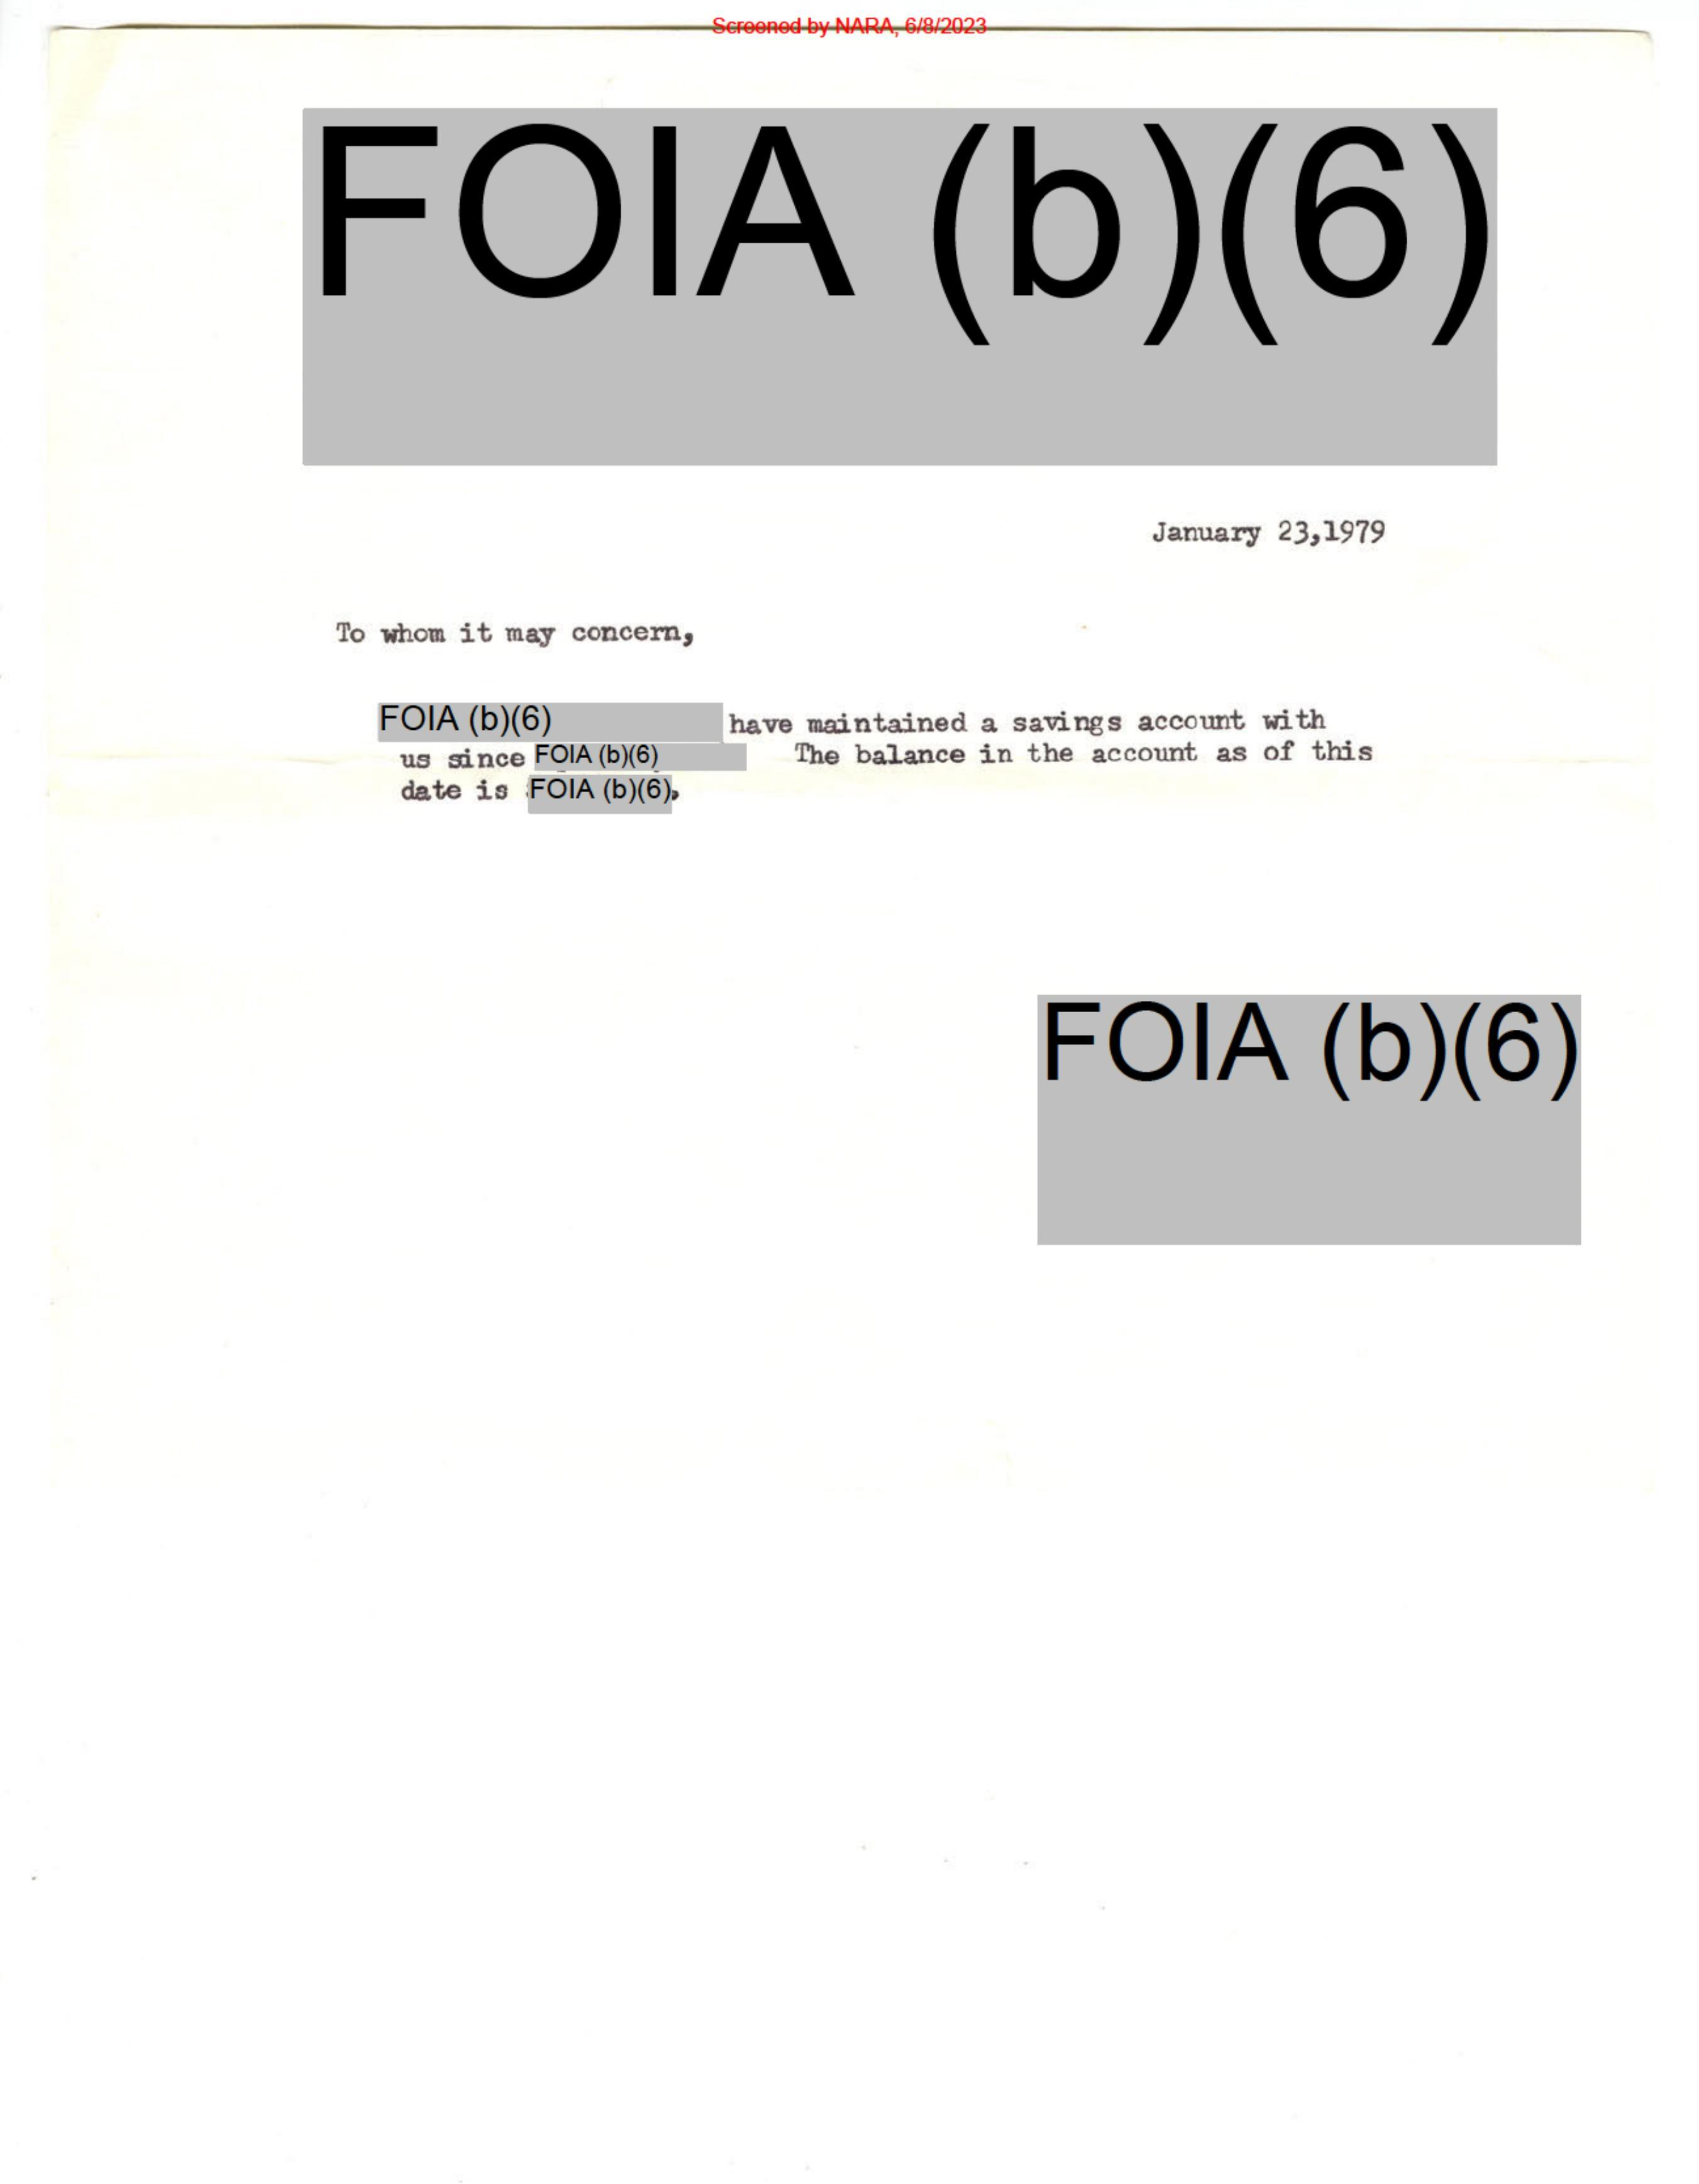 Screened by NARA, 6/8/2023
FOIA (b)(6)
January 23,1979
To whom it may concern,
FOIA (b)(6) have maintained a savings account with
us since FOIA (b)(6) The balance in the account as of this
date is FOIA (b)(6).
FOIA (b)(6)